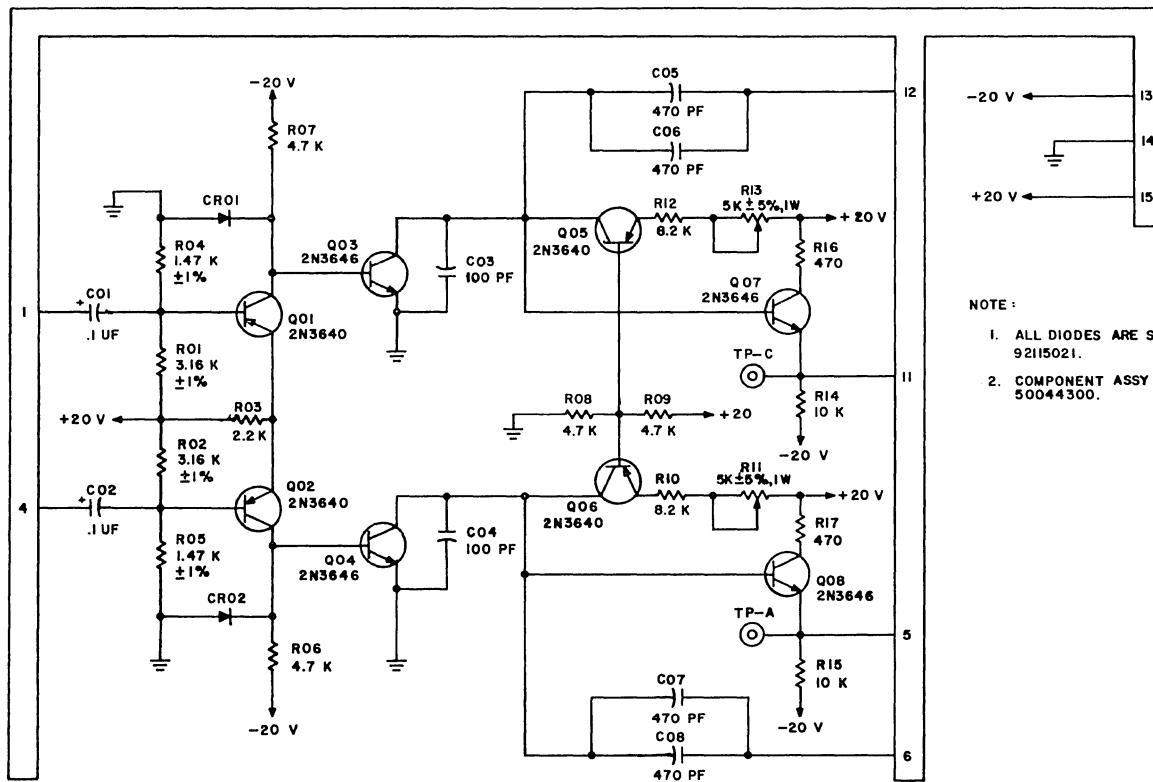 -20 V
R07
4.7 K
CR01
R04
1.47 K
±1%
+
C01
.1 UF
1
Q01
2N3640
R01
3.16 K
±1%
+20 V
R03
2.2 K
R02
3.16 K
±1%
+
C02
.1 UF
4
Q02
2N3640
R05
1.47 K
±1%
CR02
R06
4.7 K
-20 V
Q03
2N3646
C03
100 PF
Q04
2N3646
C04
100 PF
C05
470 PF
C06
470 PF
12
Q05
2N3640
R12
8.2 K
R13
5K±5%,1W
+20 V
R16
470
Q07
2N3646
TP-C
11
R14
10 K
-20 V
R08
4.7 K
R09
4.7 K
+20
Q06
2N3640
R10
8.2 K
R11
5K±5%,1W
+20 V
R17
470
Q08
2N3646
TP-A
5
R15
10 K
-20 V
C07
470 PF
C08
470 PF
6
-20 V
13
14
+20 V
15
NOTE:
1. ALL DIODES ARE S
92115021.
2. COMPONENT ASSY
50044300.